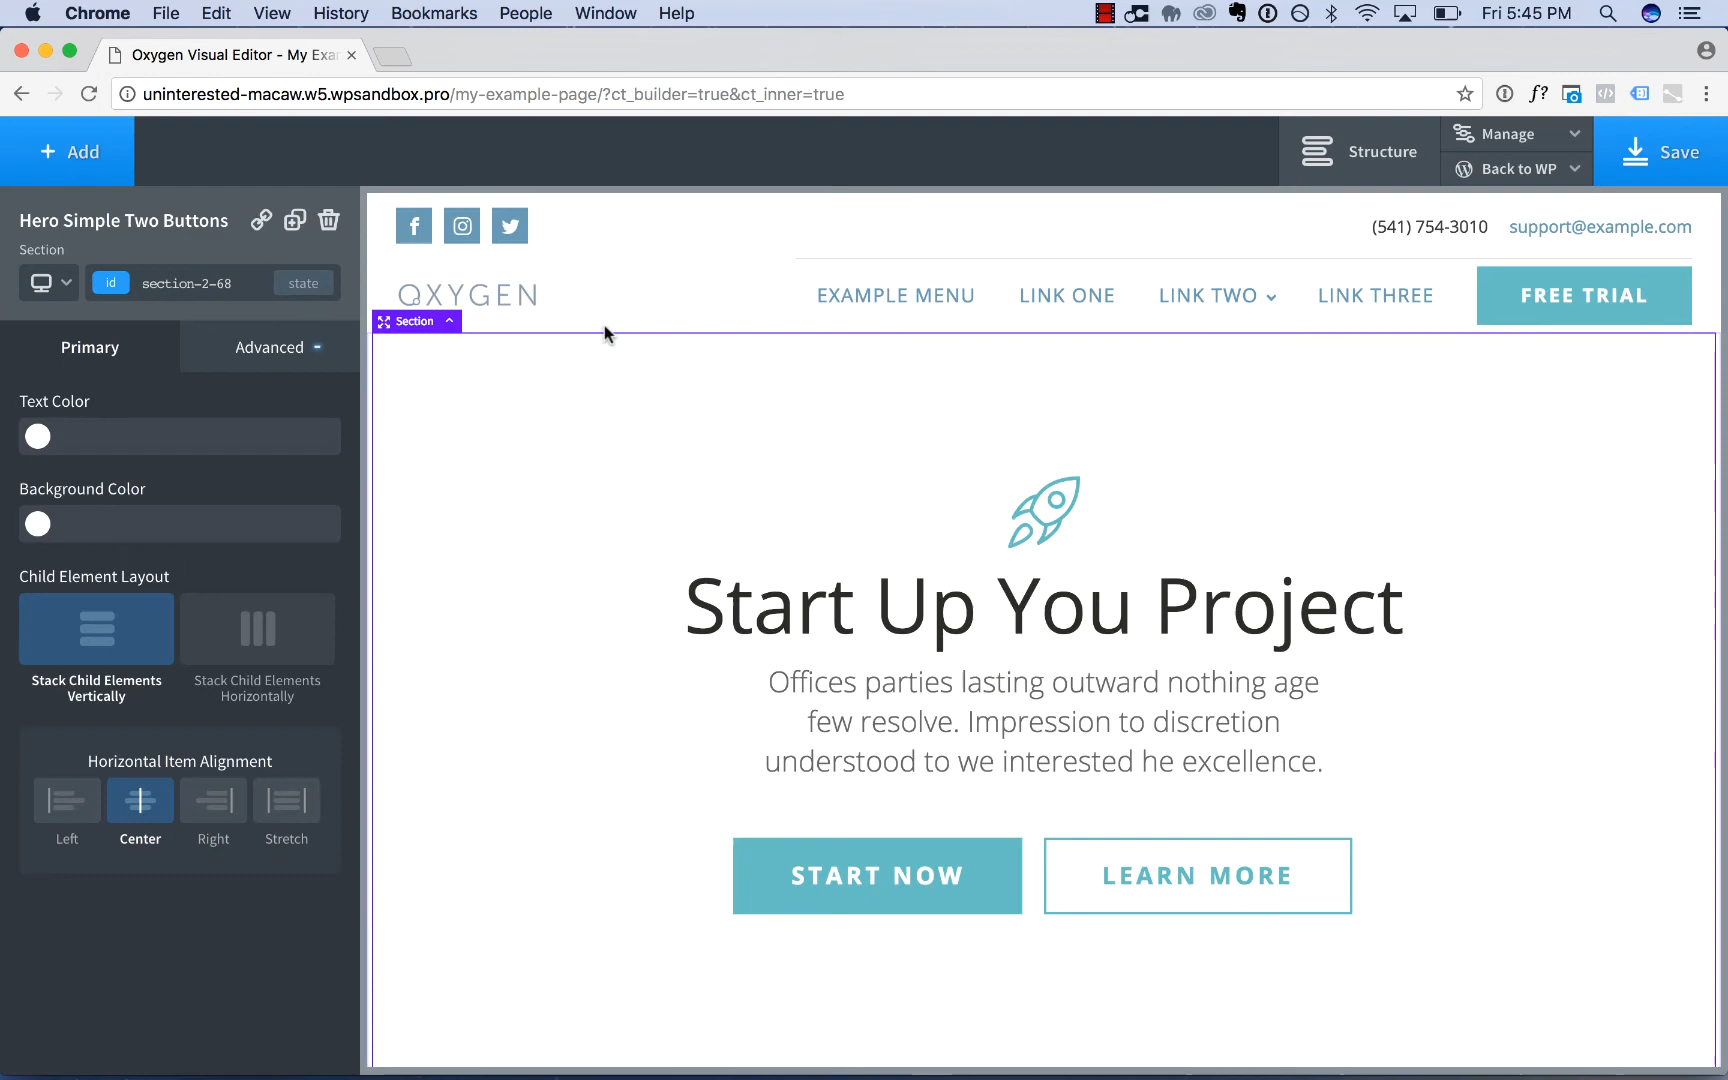 Chrome File Edit View History Bookmarks People Window Help Fri 5:45 PM
Oxygen Visual Editor - My Exa
uninterested-macaw.w5.wpsandbox.pro/my-example-page/?ct_builder=true&ct_inner=true
+ Add
Structure
Manage
Back to WP
Save
Hero Simple Two Buttons
Section
id section-2-68 state
Primary Advanced
Text Color
Background Color
Child Element Layout
Stack Child Elements
Vertically
Stack Child Elements
Horizontally
Horizontal Item Alignment
Left Center Right Stretch
(541) 754-3010 support@example.com
OXYGEN
EXAMPLE MENU LINK ONE LINK TWO LINK THREE FREE TRIAL
Section
Start Up You Project
Offices parties lasting outward nothing age
few resolve. Impression to discretion
understood to we interested he excellence.
START NOW LEARN MORE